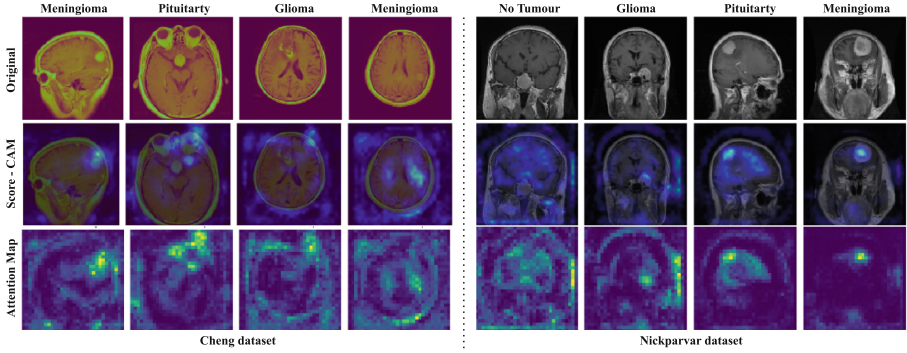 Meningioma Pituitarty Glioma Meningioma No Tumour Glioma Pituitarty Meningioma
Original
Score - CAM
Attention Map
Cheng dataset Nickparvar dataset